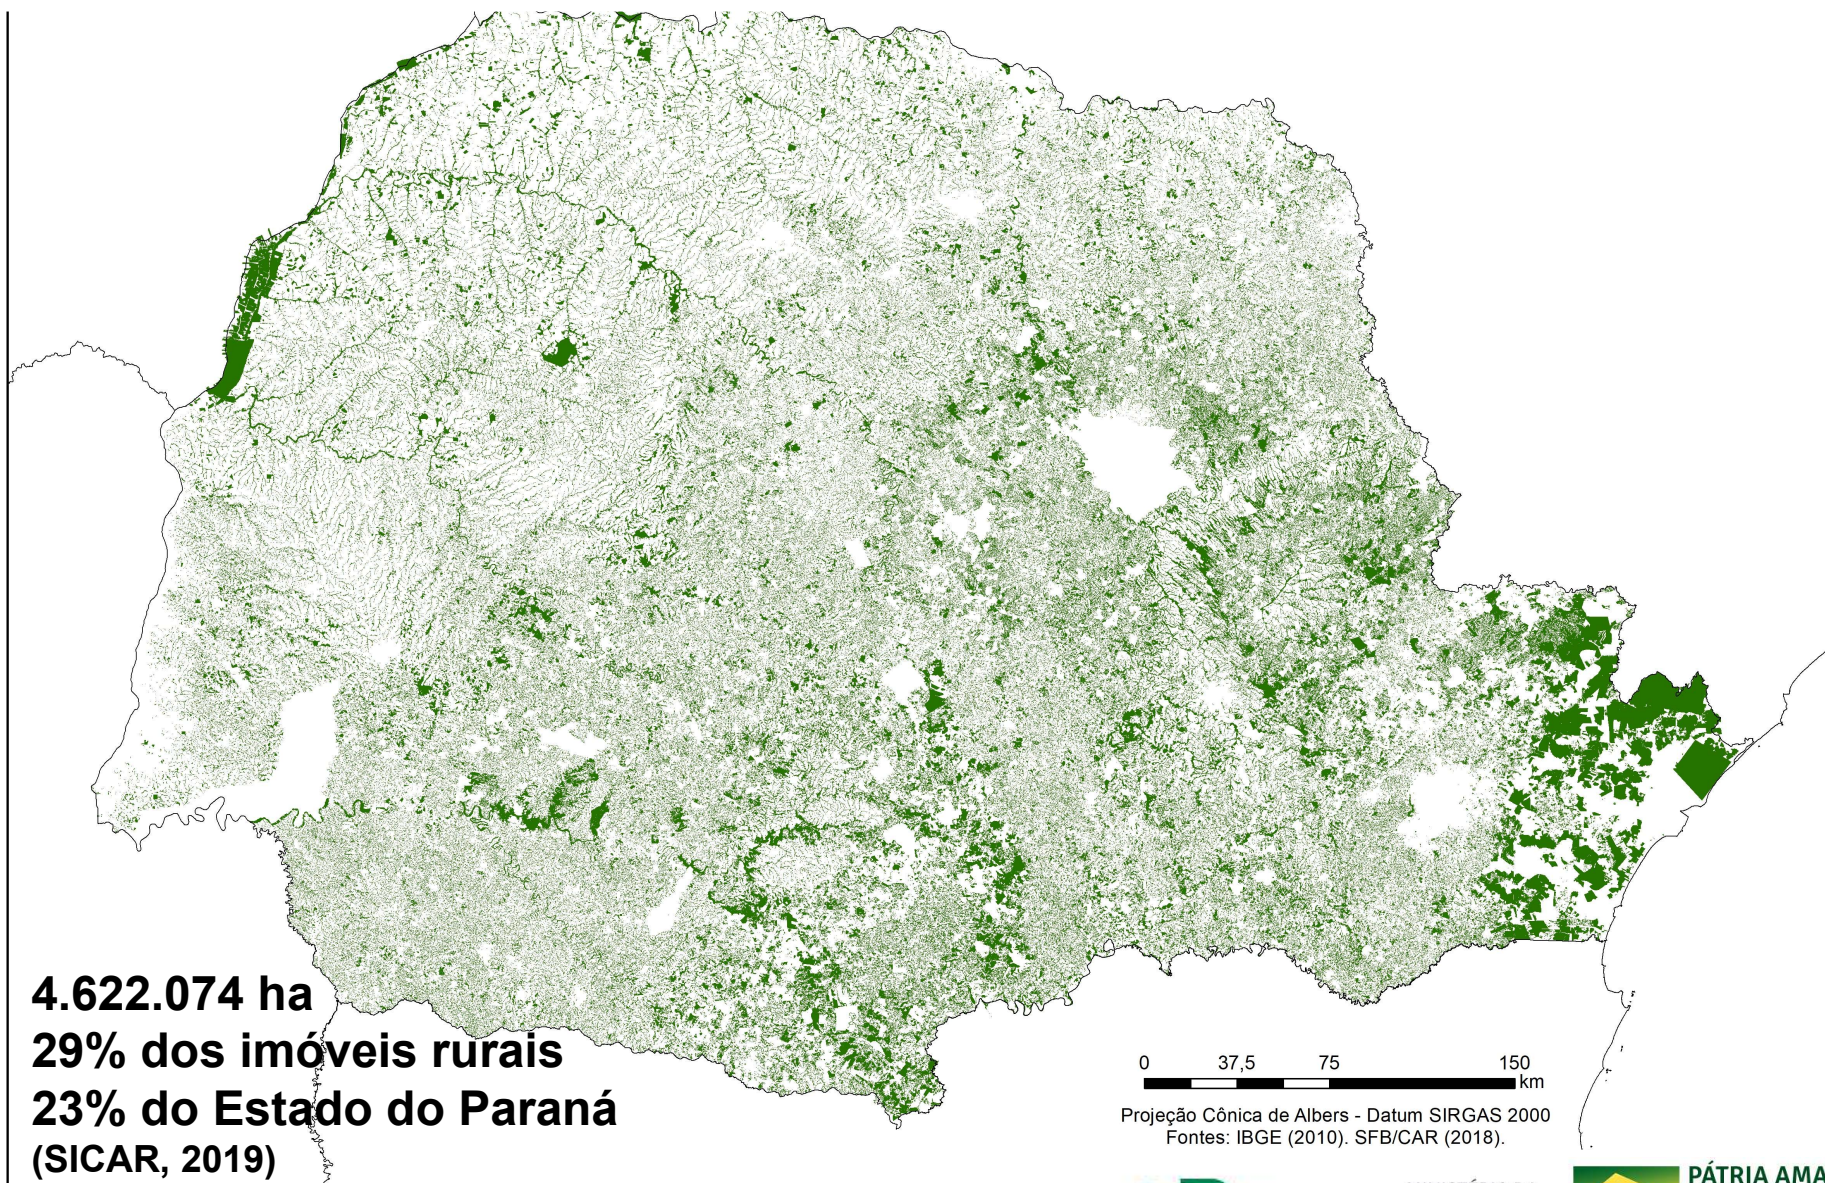 4.622.074 ha
29% dos imóveis rurais
23% do Estado do Paraná
(SICAR, 2019)
0 37,5 75 150
km
Projeção Cônica de Albers - Datum SIRGAS 2000
Fontes: IBGE (2010). SFB/CAR (2018).
PÁTRIA AMA